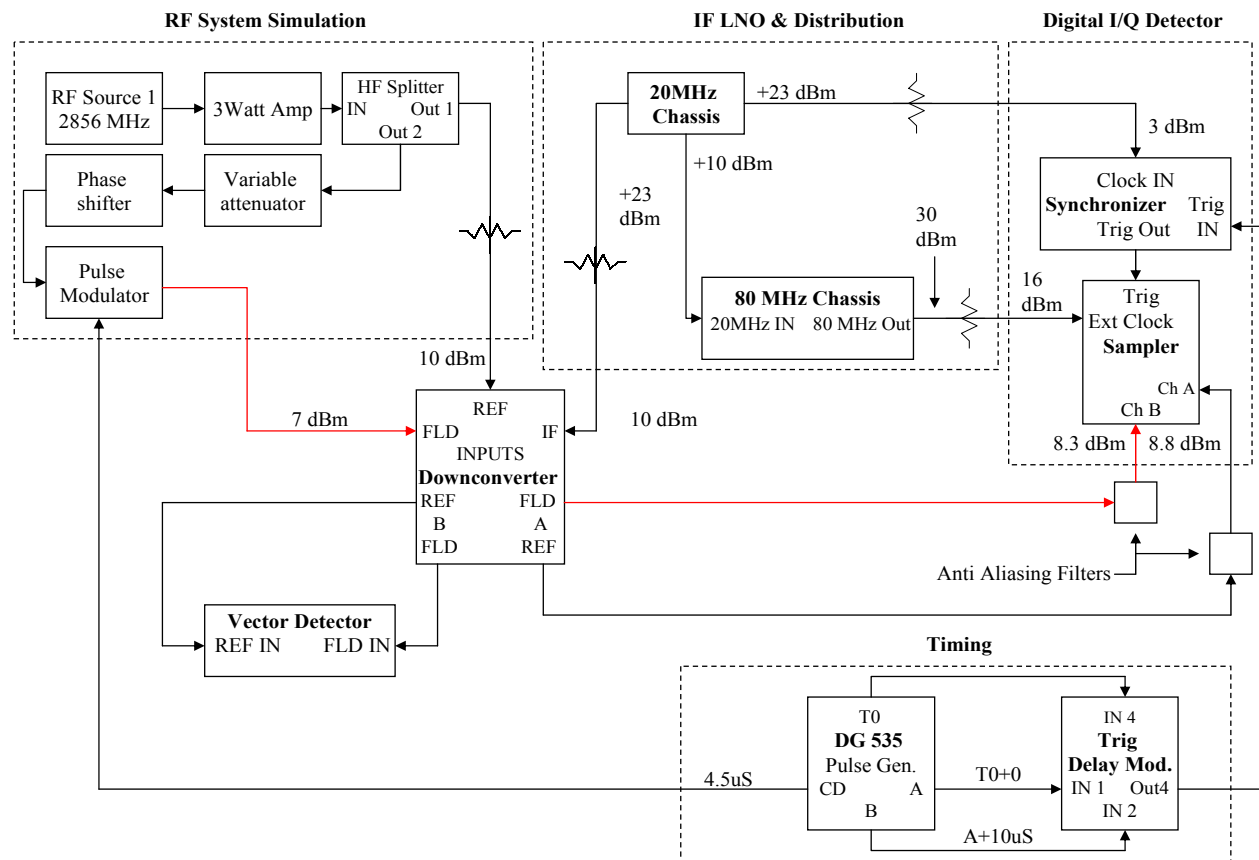 RF System Simulation
IF LNO & Distribution
Digital I/Q Detector
RF Source 1
2856 MHz
3Watt Amp
HF Splitter
IN Out 1
Out 2
Phase
shifter
Variable
attenuator
Pulse
Modulator
20MHz
Chassis
+23 dBm
+10 dBm
+23
dBm
30
dBm
80 MHz Chassis
20MHz IN 80 MHz Out
3 dBm
Clock IN
Synchronizer
Trig Out
Trig
IN
16
dBm
Trig
Ext Clock
Sampler
Ch A
Ch B
8.3 dBm 8.8 dBm
10 dBm
7 dBm
10 dBm
REF
FLD IF
INPUTS
Downconverter
REF FLD
B A
FLD REF
Anti Aliasing Filters
Vector Detector
REF IN FLD IN
Timing
T0
DG 535
Pulse Gen.
CD A
B
4.5uS
T0+0
A+10uS
IN 4
Trig
Delay Mod.
IN 1 Out4
IN 2